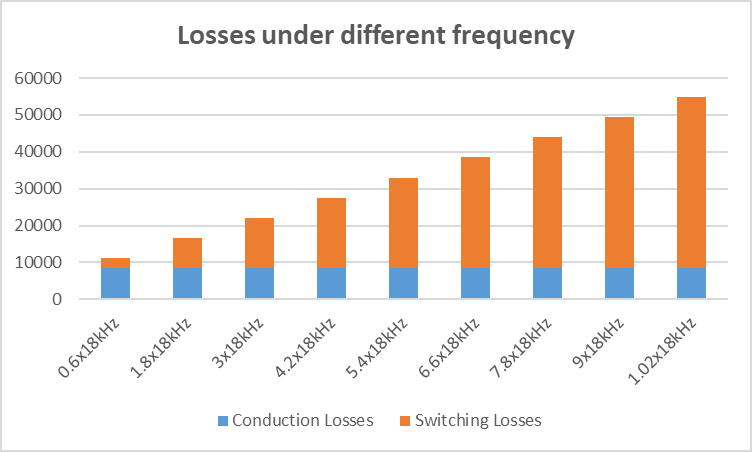 Losses under different frequency
60000
50000
40000
30000
20000
10000
0
0.6x18kHz
1.8x18kHz
3x18kHz
4.2x18kHz
5.4x18kHz
6.6x18kHz
7.8x18kHz
9x18kHz
1.02x18kHz
Conduction Losses
Switching Losses